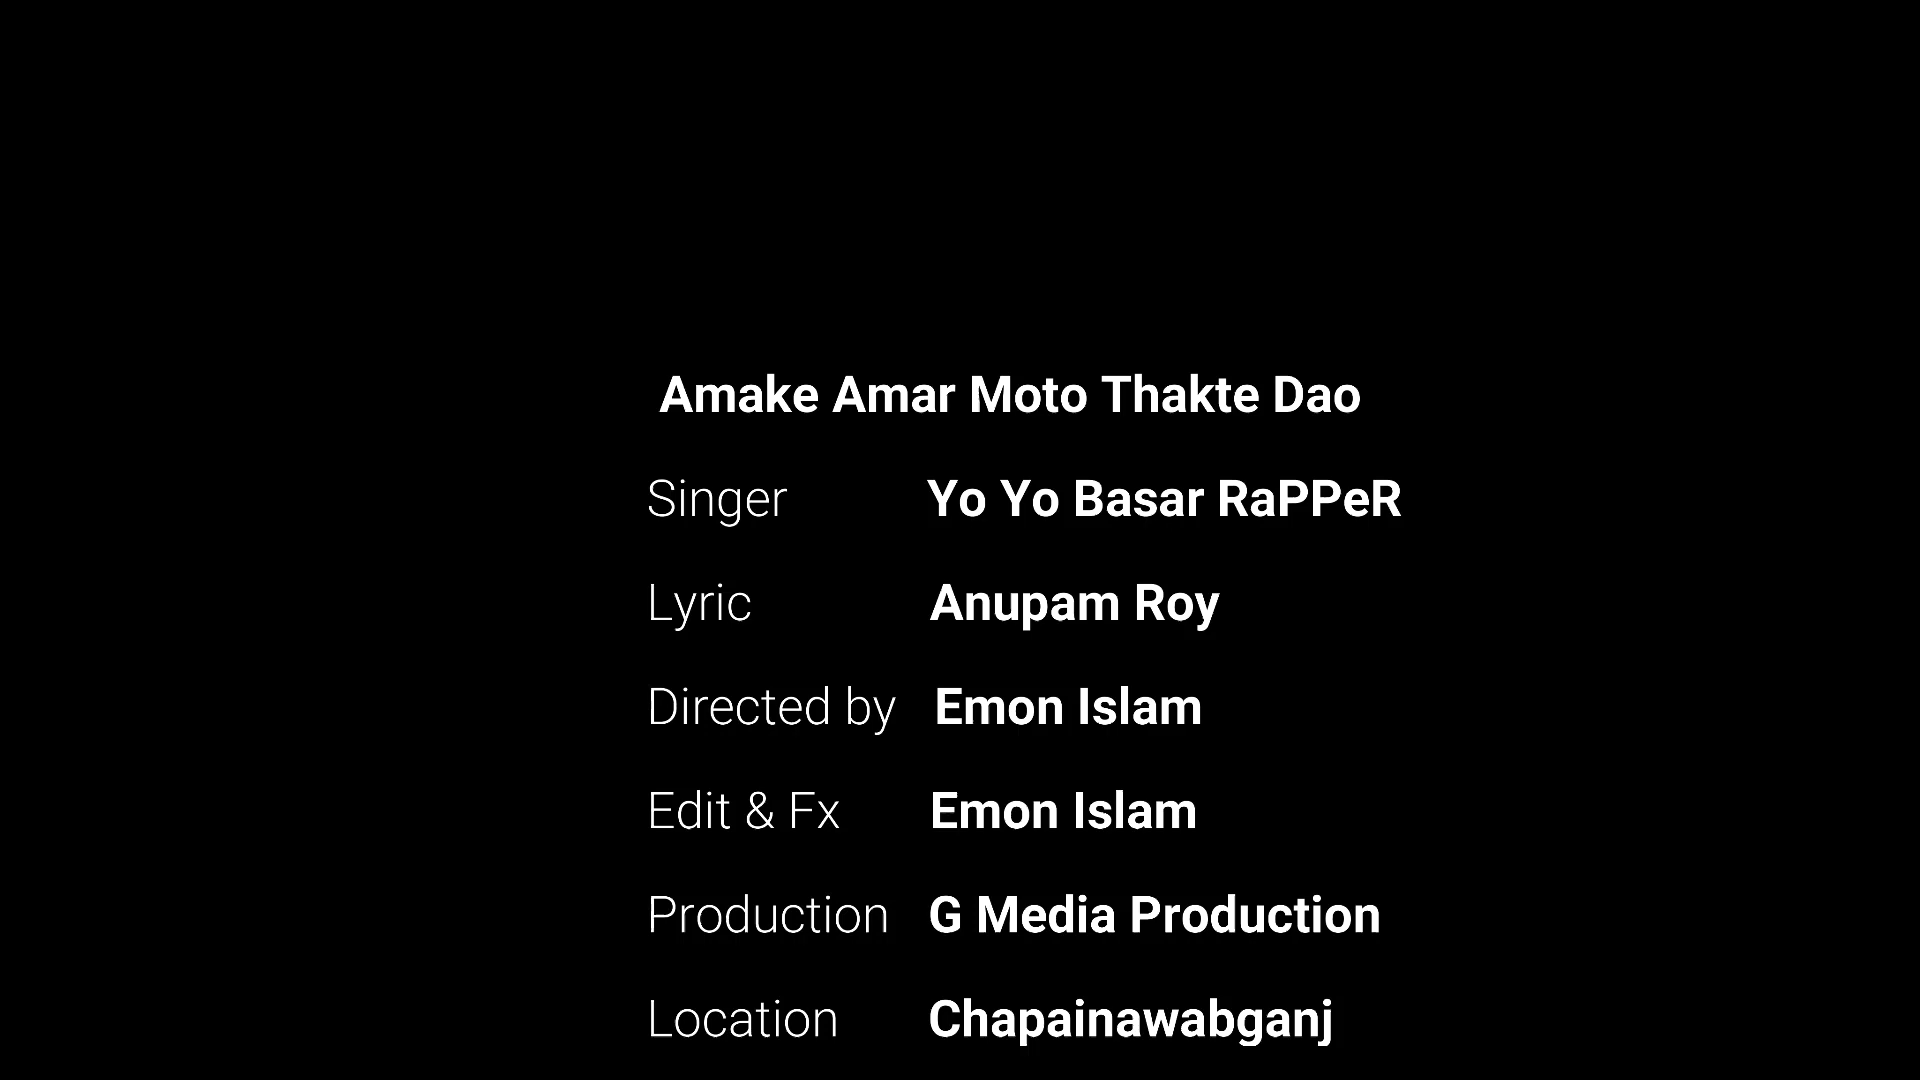 Amake Amar Moto Thakte Dao
Singer Yo Yo Basar RaPPeR
Lyric Anupam Roy
Directed by Emon Islam
Edit & Fx Emon Islam
Production G Media Production
Location Chapainawabganj